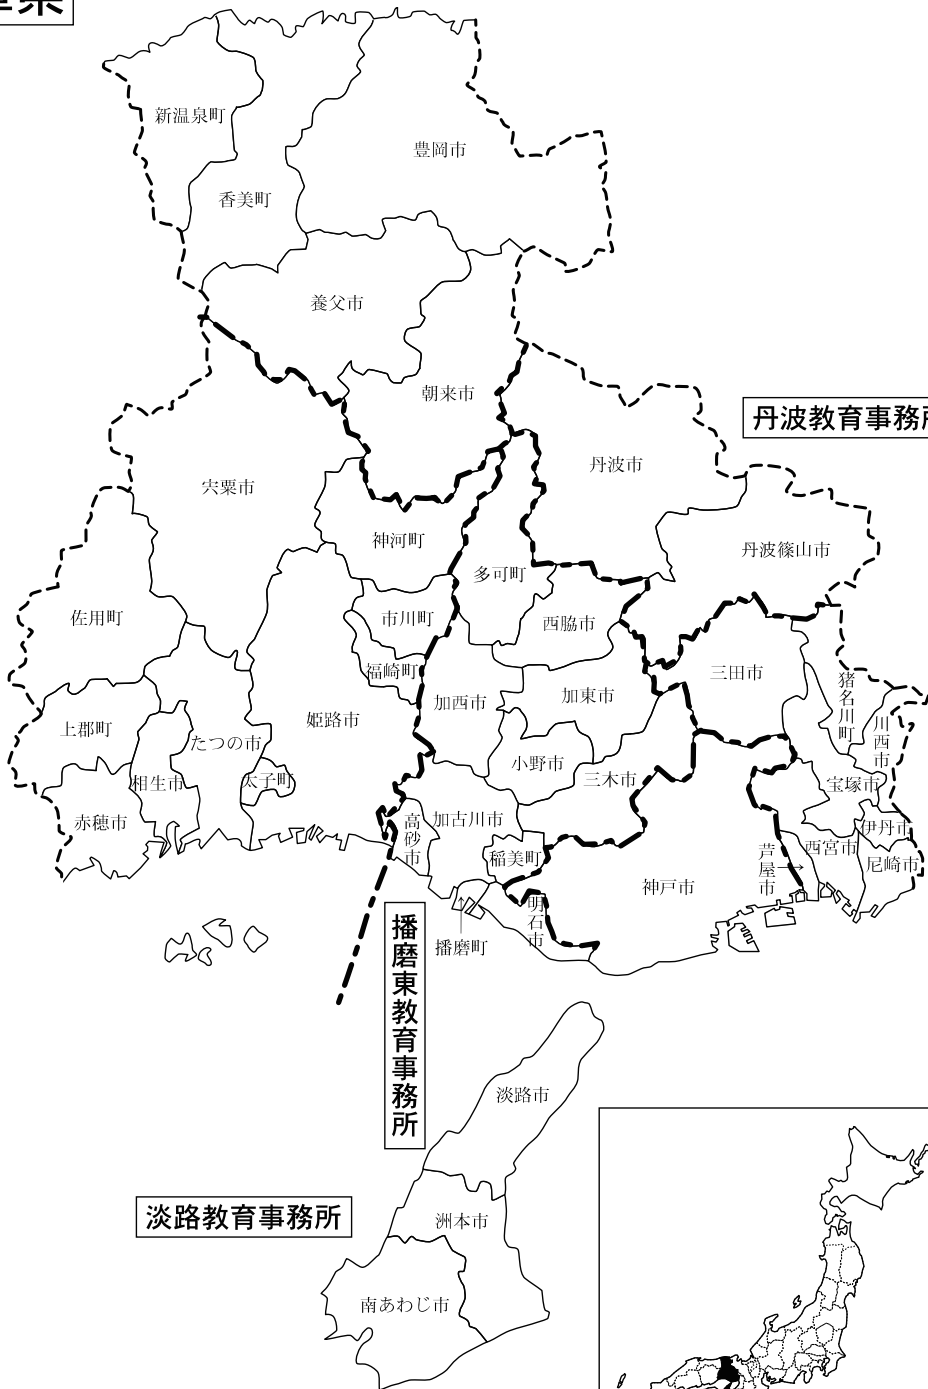 新温泉町
豊岡市
香美町
養父市
朝来市
丹波教育事務所
丹波市
宍粟市
神河町
丹波篠山市
多可町
佐用町
市川町
西脇市
福崎町
三田市
猪名川町
加西市
加東市
上郡町
姫路市
川西市
たつの市
小野市
三木市
相生市
太子町
宝塚市
赤穂市
高砂市
加古川市
伊丹市
西宮市
稲美町
芦屋市
尼崎市
神戸市
明石市
播磨町
播磨東教育事務所
淡路市
淡路教育事務所
洲本市
南あわじ市